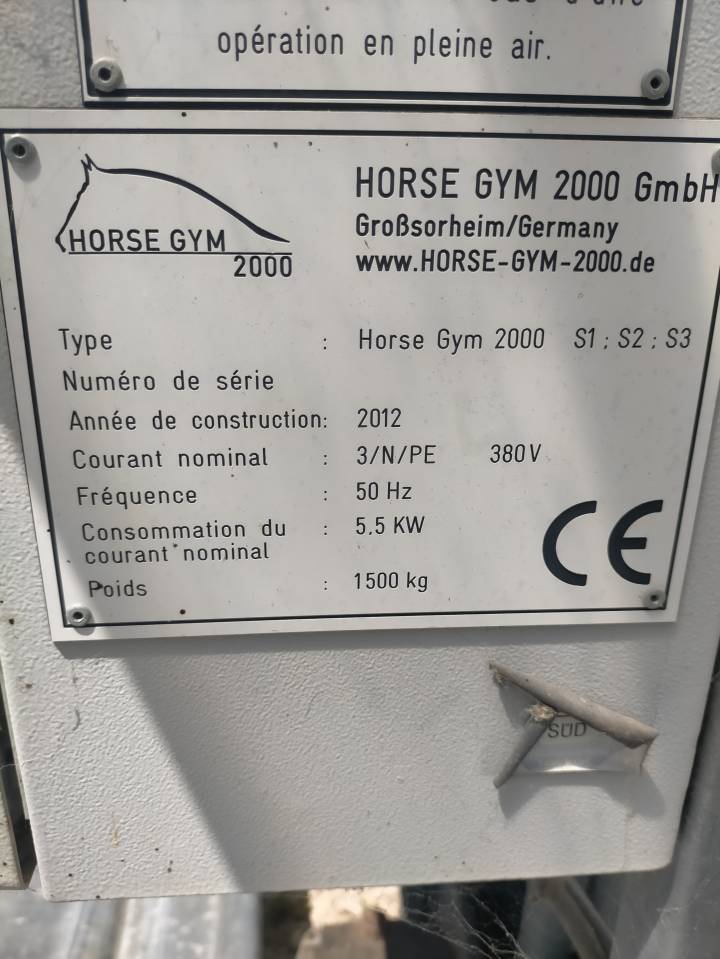 opération en pleine air.
HORSE GYM
2000
HORSE GYM 2000 GmbH
Großsorheim/Germany
www.HORSE-GYM-2000.de
Type : Horse Gym 2000 S1 ; S2 ; S3
Numéro de série
Année de construction: 2012
Courant nominal : 3/N/PE 380V
Fréquence : 50 Hz
Consommation du : 5.5 KW
courant nominal
Poids : 1500 kg
CE
SÜD